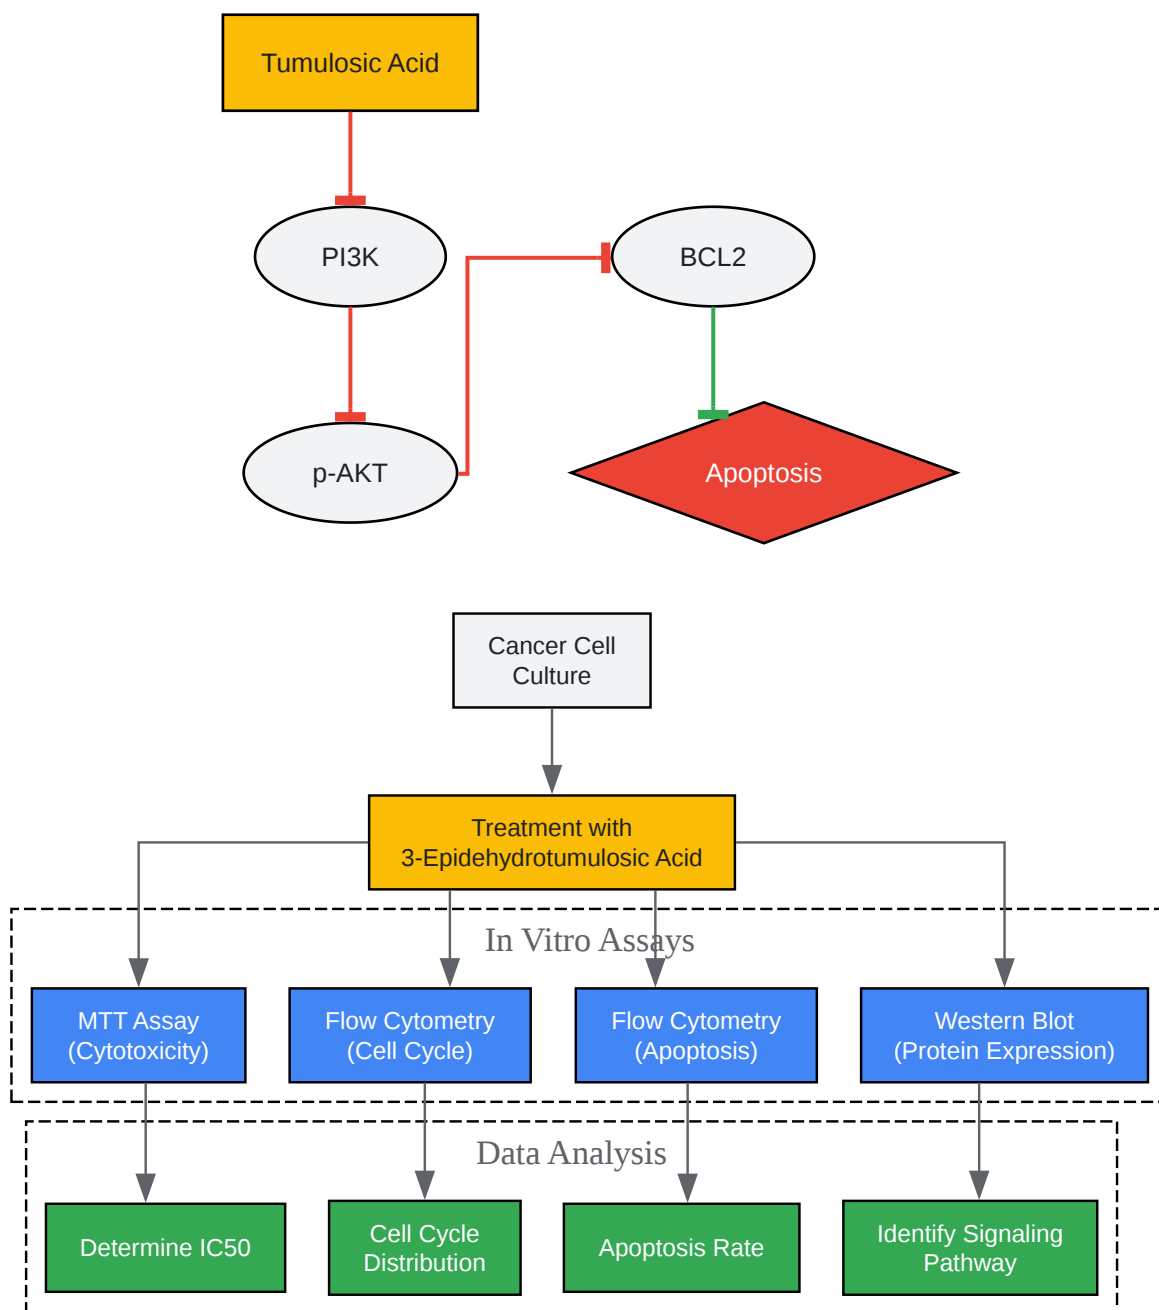 Tumulosic Acid
PI3K
BCL2
p-AKT
Apoptosis
Cancer Cell
Culture
Treatment with
3-Epidehydrotumulosic Acid
In Vitro Assays
MTT Assay
(Cytotoxicity)
Flow Cytometry
(Cell Cycle)
Flow Cytometry
(Apoptosis)
Western Blot
(Protein Expression)
Data Analysis
Determine IC50
Cell Cycle
Distribution
Apoptosis Rate
Identify Signaling
Pathway